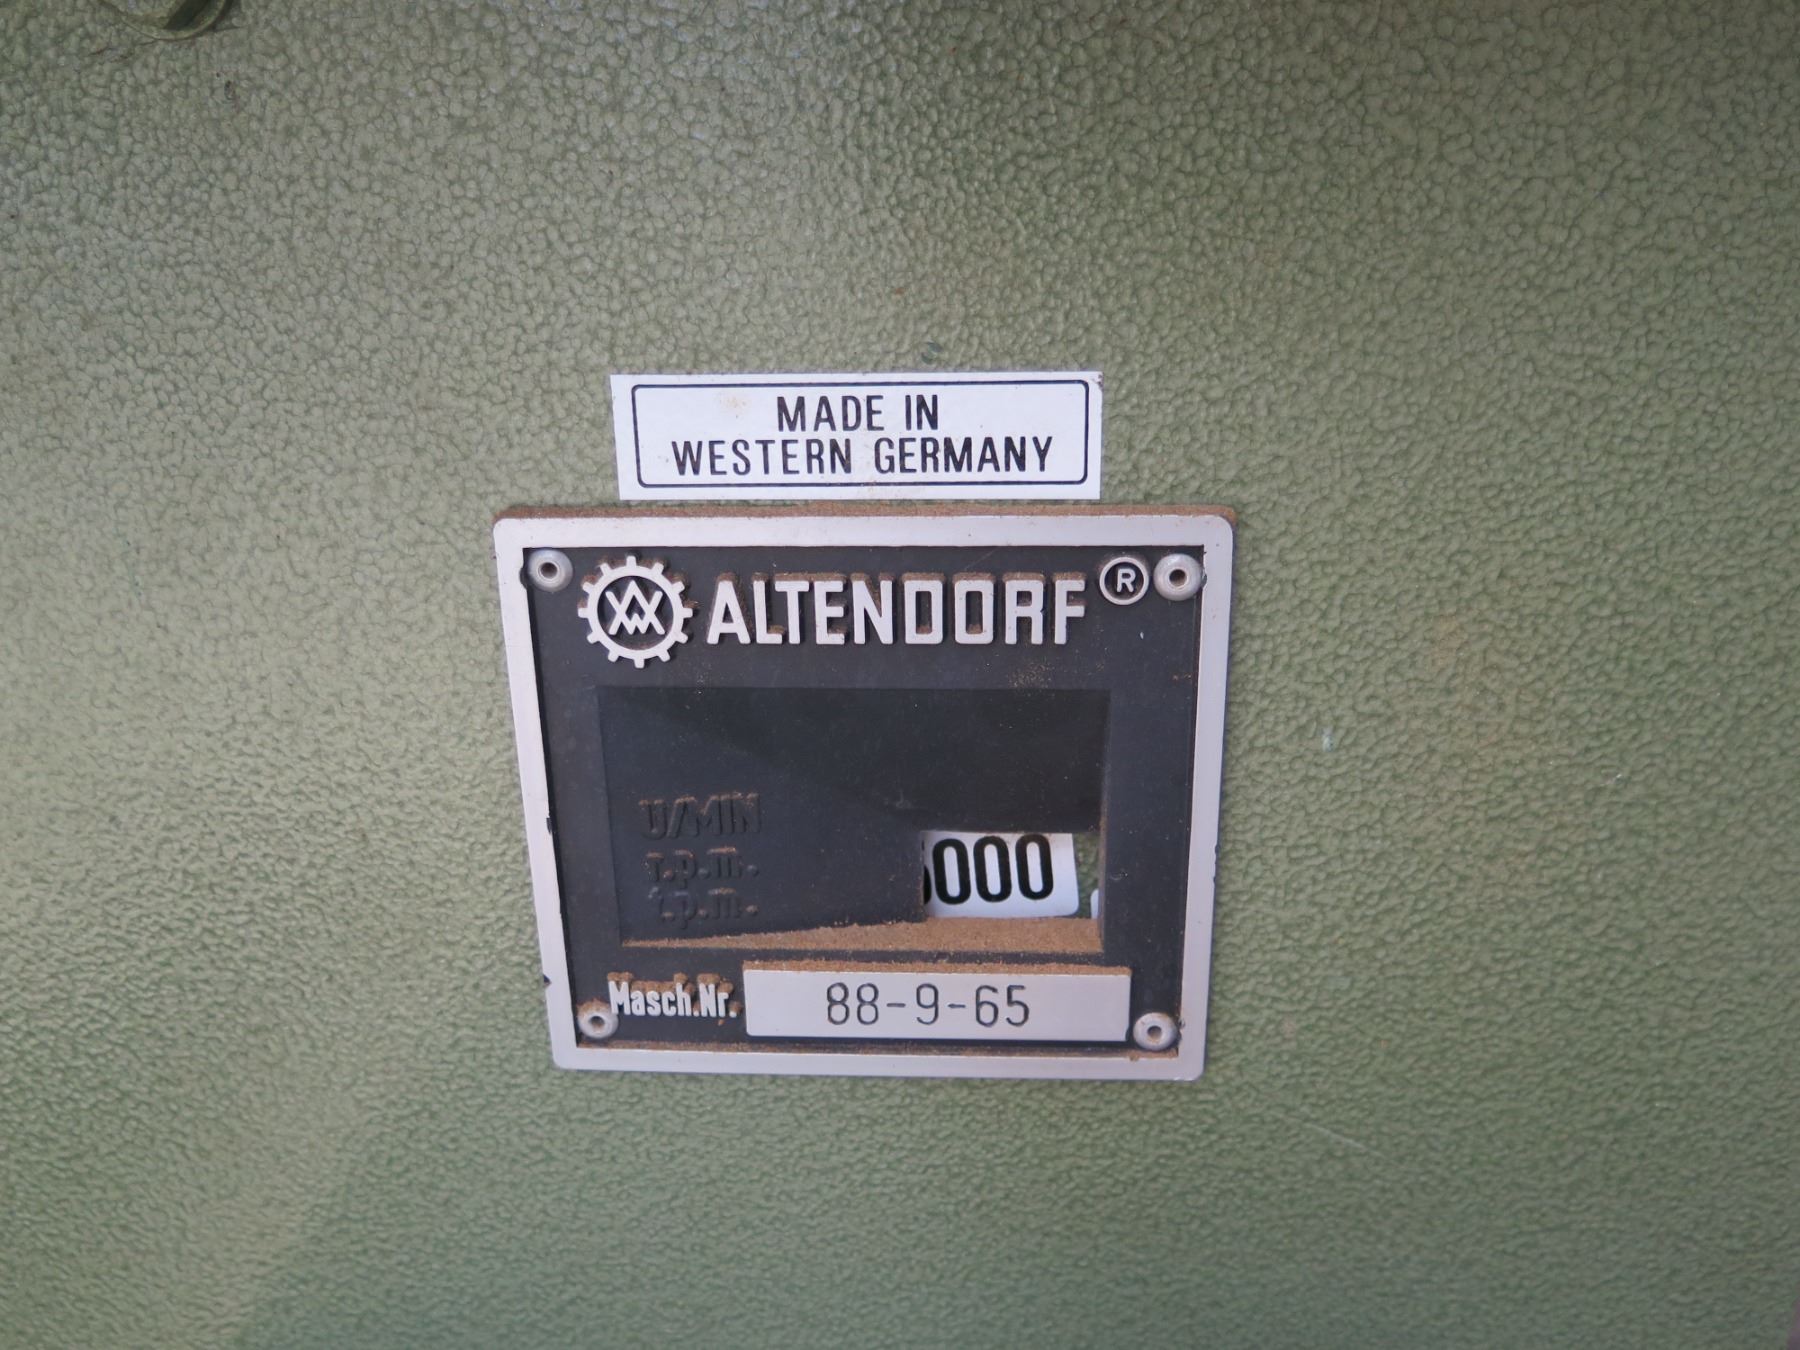 MADE IN
WESTERN GERMANY
ALTENDORF ®
U/MIN
r.p.m.
t.p.m.
000
Masch.Nr. 88-9-65